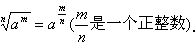 ⁿ√aᵐ = a^(m/n) (m/n是一个正整数).